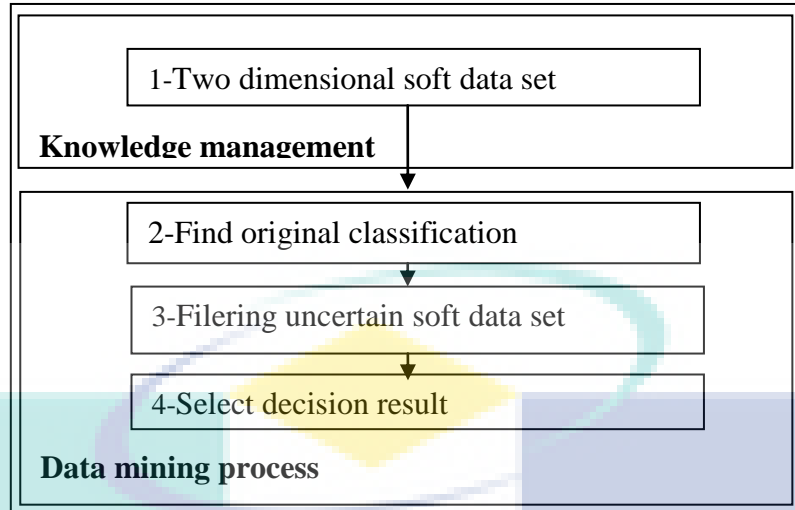 1-Two dimensional soft data set
Knowledge management
2-Find original classification
3-Filering uncertain soft data set
4-Select decision result
Data mining process